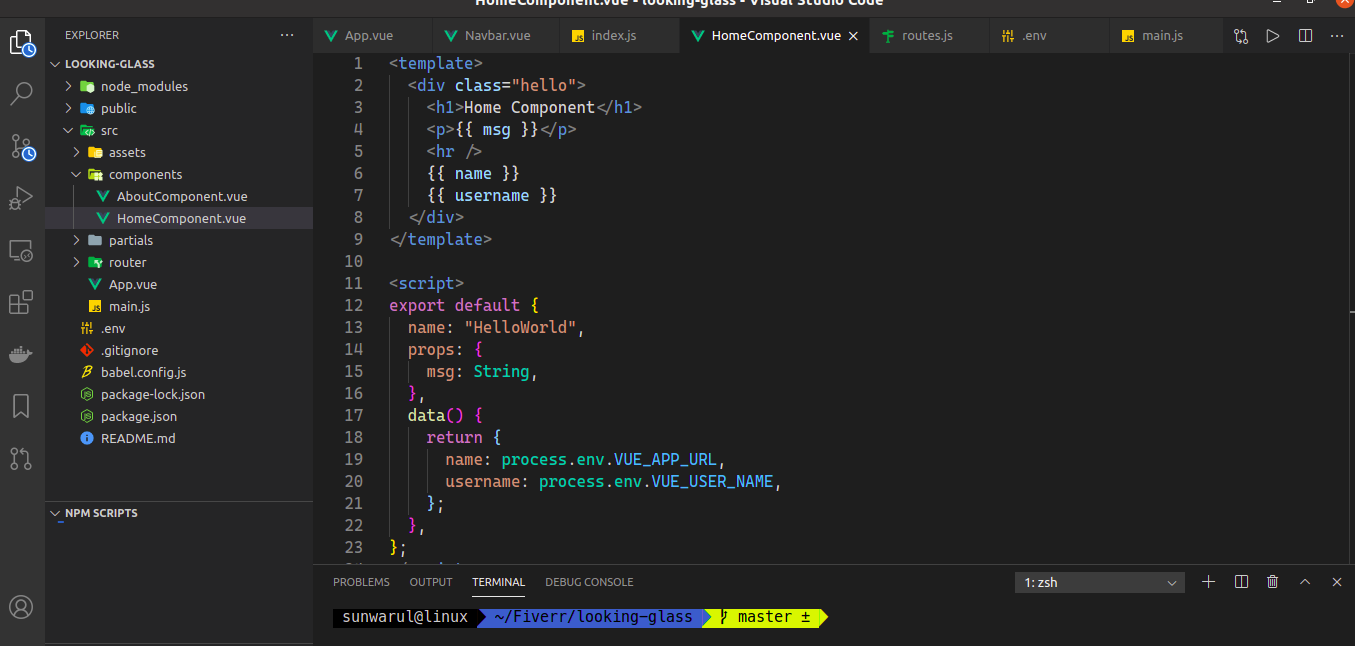 HomeComponent.vue - looking-glass - Visual Studio Code
EXPLORER
LOOKING-GLASS
node_modules
public
src
assets
components
AboutComponent.vue
HomeComponent.vue
partials
router
App.vue
main.js
.env
.gitignore
babel.config.js
package-lock.json
package.json
README.md
NPM SCRIPTS
App.vue Navbar.vue index.js HomeComponent.vue routes.js .env main.js
1 <template>
2 <div class="hello">
3 <h1>Home Component</h1>
4 <p>{{ msg }}</p>
5 <hr />
6 {{ name }}
7 {{ username }}
8 </div>
9 </template>
10
11 <script>
12 export default {
13 name: "HelloWorld",
14 props: {
15 msg: String,
16 },
17 data() {
18 return {
19 name: process.env.VUE_APP_URL,
20 username: process.env.VUE_USER_NAME,
21 };
22 },
23 };
PROBLEMS OUTPUT TERMINAL DEBUG CONSOLE 1: zsh
sunwarul@linux ~/Fiverr/looking-glass master ±